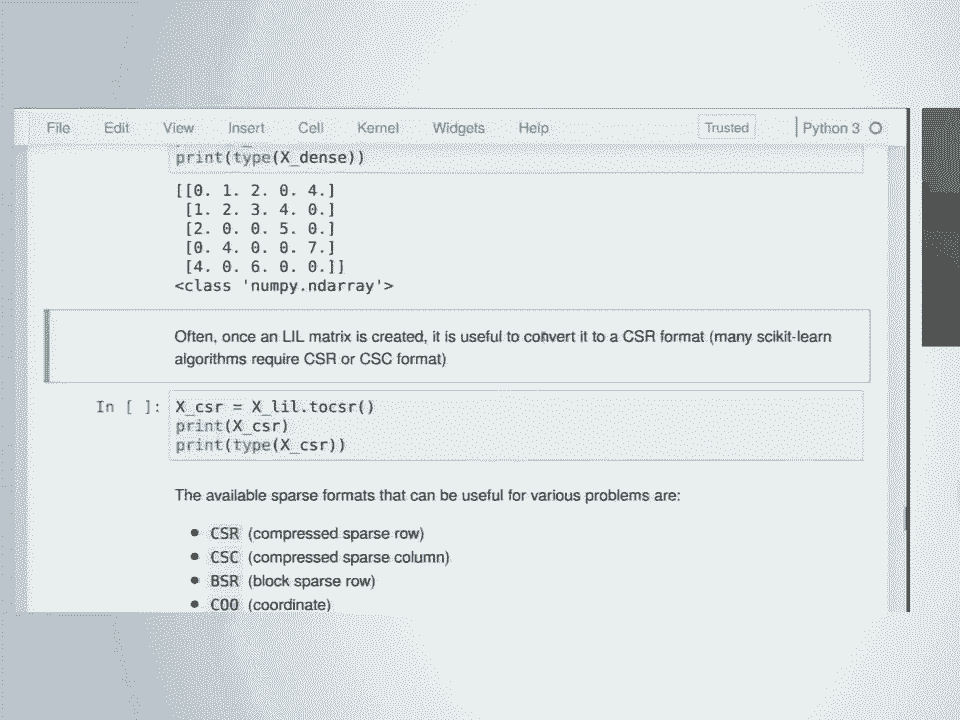 File Edit View Insert Cell Kernel Widgets Help Trusted Python 3
print(type(X_dense))
[[0. 1. 2. 0. 4.]
[1. 2. 3. 4. 0.]
[2. 0. 0. 5. 0.]
[0. 4. 0. 0. 7.]
[4. 0. 6. 0. 0.]]
<class 'numpy.ndarray'>
Often, once an LIL matrix is created, it is useful to convert it to a CSR format (many scikit-learn
algorithms require CSR or CSC format)
In [ ]: X_csr = X_lil.tocsr()
print(X_csr)
print(type(X_csr))
The available sparse formats that can be useful for various problems are:
• CSR (compressed sparse row)
• CSC (compressed sparse column)
• BSR (block sparse row)
• COO (coordinate)